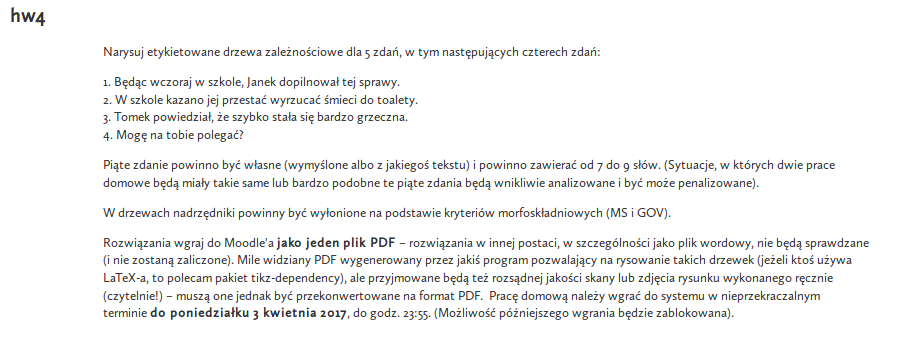 hw4
Narysuj etykietowane drzewa zależnościowe dla 5 zdań, w tym następujących czterech zdań:
1. Będąc wczoraj w szkole, Janek dopilnował tej sprawy.
2. W szkole kazano jej przestać wyrzucać śmieci do toalety.
3. Tomek powiedział, że szybko stała się bardzo grzeczna.
4. Mogę na tobie polegać?
Piąte zdanie powinno być własne (wymyślone albo z jakiegoś tekstu) i powinno zawierać od 7 do 9 słów. (Sytuacje, w których dwie prace
domowe będą miały takie same lub bardzo podobne te piąte zdania będą wnikliwie analizowane i być może penalizowane).
W drzewach nadrzędniki powinny być wyłonione na podstawie kryteriów morfoskładniowych (MS i GOV).
Rozwiązania wgraj do Moodle'a jako jeden plik PDF – rozwiązania w innej postaci, w szczególności jako plik wordowy, nie będą sprawdzane
(i nie zostaną zaliczone). Mile widziany PDF wygenerowany przez jakiś program pozwalający na rysowanie takich drzewek (jeżeli ktoś używa
LaTeX-a, to polecam pakiet tikz-dependency), ale przyjmowane będą też rozsądnej jakości skany lub zdjęcia rysunku wykonanego ręcznie
(czytelnie!) – muszą one jednak być przekonwertowane na format PDF. Pracę domową należy wgrać do systemu w nieprzekraczalnym
terminie do poniedziałku 3 kwietnia 2017, do godz. 23:55. (Możliwość późniejszego wgrania będzie zablokowana).